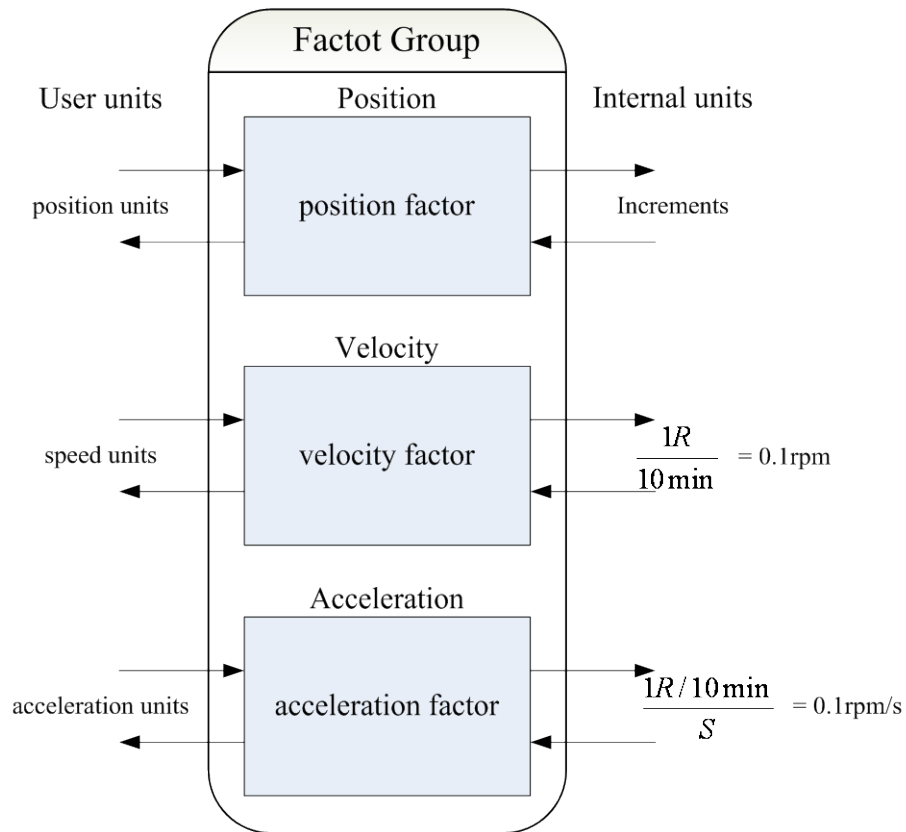 Factot Group
User units
Position
Internal units
position units
position factor
Increments
Velocity
speed units
velocity factor
1R
10 min
= 0.1rpm
Acceleration
acceleration units
acceleration factor
1R / 10 min
S
= 0.1rpm/s